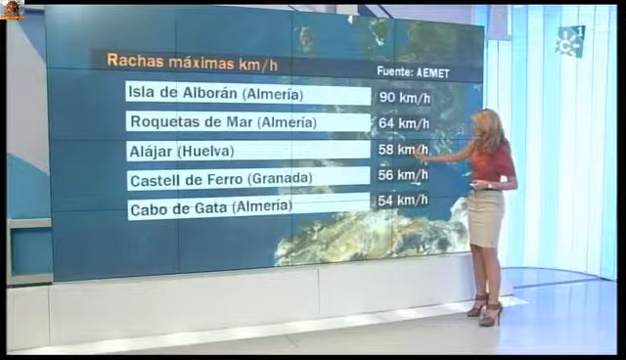 Rachas máximas km/h
Fuente: AEMET
Isla de Alborán (Almería) 90 km/h
Roquetas de Mar (Almería) 64 km/h
Alájar (Huelva) 58 km/h
Castell de Ferro (Granada) 56 km/h
Cabo de Gata (Almería) 54 km/h
1